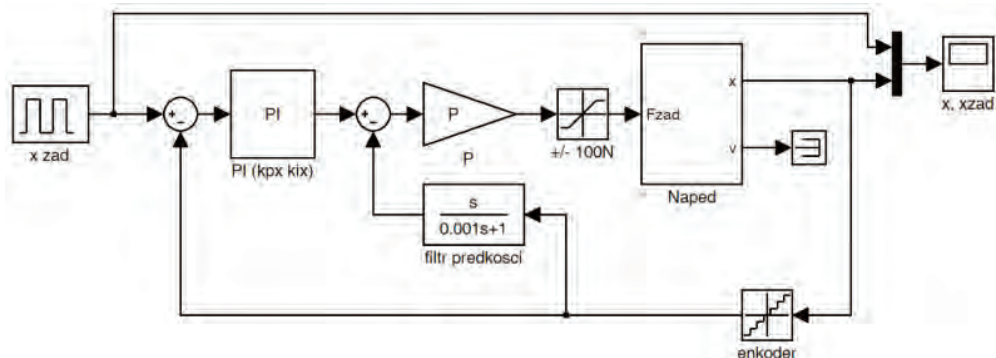 x zad
+
-
PI
PI (kpx kix)
+
-
P
P
+/- 100N
Fzad
x
v
Naped
x, xzad
s
0.001s+1
filtr predkosci
enkoder